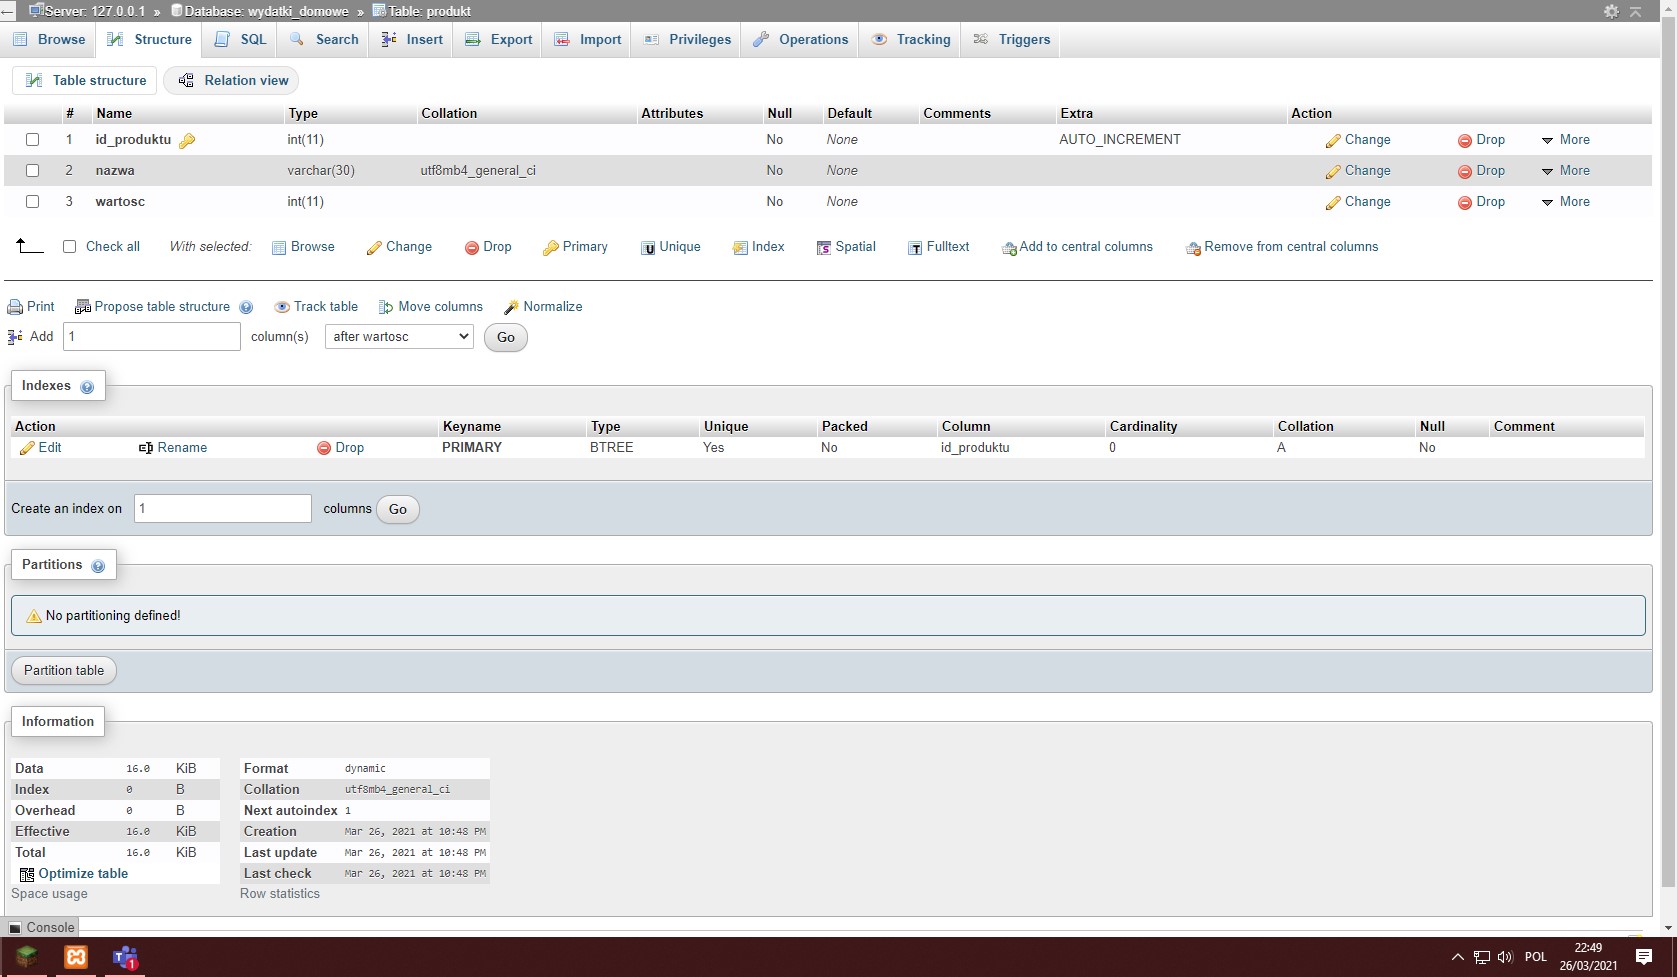 Server: 127.0.0.1 » Database: wydatki_domowe » Table: produkt
Browse Structure SQL Search Insert Export Import Privileges Operations Tracking Triggers
Table structure Relation view
# Name Type Collation Attributes Null Default Comments Extra Action
1 id_produktu int(11) No None AUTO_INCREMENT Change Drop More
2 nazwa varchar(30) utf8mb4_general_ci No None Change Drop More
3 wartosc int(11) No None Change Drop More
Check all With selected: Browse Change Drop Primary Unique Index Spatial Fulltext Add to central columns Remove from central columns
Print Propose table structure Track table Move columns Normalize
Add 1 column(s) after wartosc Go
Indexes
Action Keyname Type Unique Packed Column Cardinality Collation Null Comment
Edit Rename Drop PRIMARY BTREE Yes No id_produktu 0 A No
Create an index on 1 columns Go
Partitions
No partitioning defined!
Partition table
Information
Data 16.0 KiB Format dynamic
Index 0 B Collation utf8mb4_general_ci
Overhead 0 B Next autoindex 1
Effective 16.0 KiB Creation Mar 26, 2021 at 10:48 PM
Total 16.0 KiB Last update Mar 26, 2021 at 10:48 PM
Optimize table Last check Mar 26, 2021 at 10:48 PM
Space usage Row statistics
Console
1 POL 22:49
26/03/2021